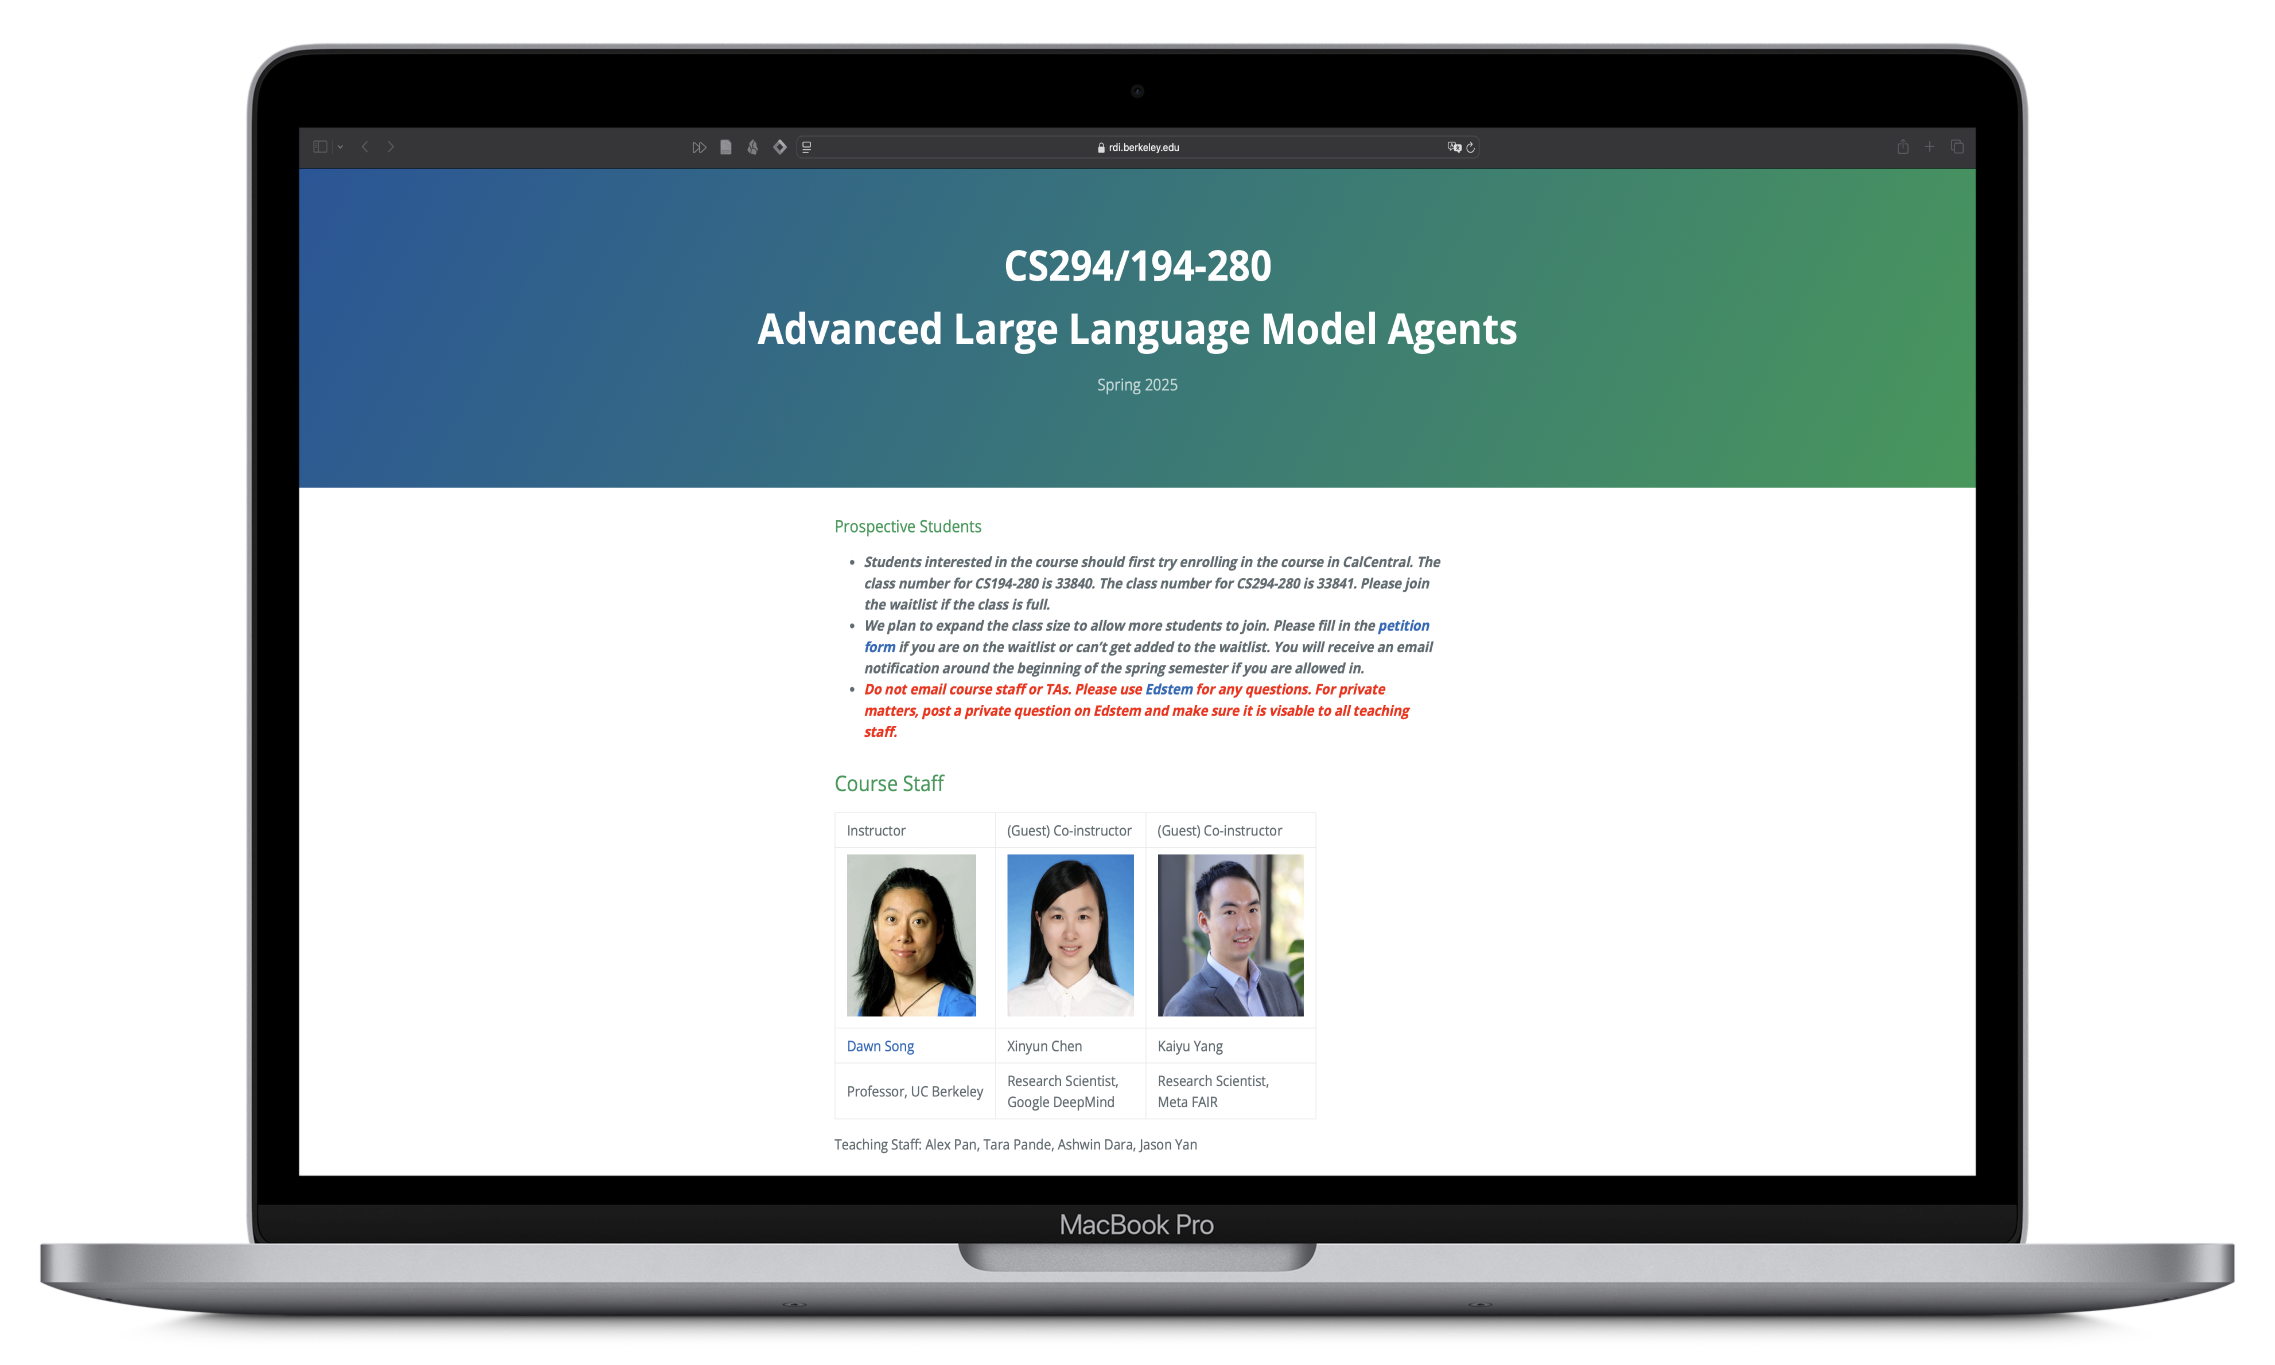 rdi.berkeley.edu
CS294/194-280
Advanced Large Language Model Agents
Spring 2025
Prospective Students
• Students interested in the course should first try enrolling in the course in CalCentral. The
class number for CS194-280 is 33840. The class number for CS294-280 is 33841. Please join
the waitlist if the class is full.
• We plan to expand the class size to allow more students to join. Please fill in the petition
form if you are on the waitlist or can’t get added to the waitlist. You will receive an email
notification around the beginning of the spring semester if you are allowed in.
• Do not email course staff or TAs. Please use Edstem for any questions. For private
matters, post a private question on Edstem and make sure it is visable to all teaching
staff.
Course Staff
Instructor (Guest) Co-instructor (Guest) Co-instructor
Dawn Song Xinyun Chen Kaiyu Yang
Professor, UC Berkeley
Research Scientist,
Google DeepMind
Research Scientist,
Meta FAIR
Teaching Staff: Alex Pan, Tara Pande, Ashwin Dara, Jason Yan
MacBook Pro